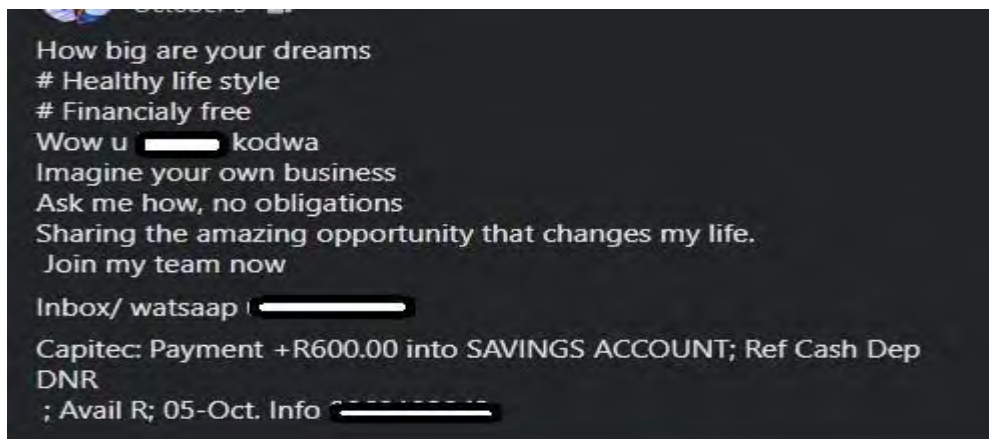 How big are your dreams
# Healthy life style
# Financialy free
Wow u kodwa
Imagine your own business
Ask me how, no obligations
Sharing the amazing opportunity that changes my life.
Join my team now
Inbox/ watsaap
Capitec: Payment +R600.00 into SAVINGS ACCOUNT; Ref Cash Dep
DNR
; Avail R; 05-Oct. Info